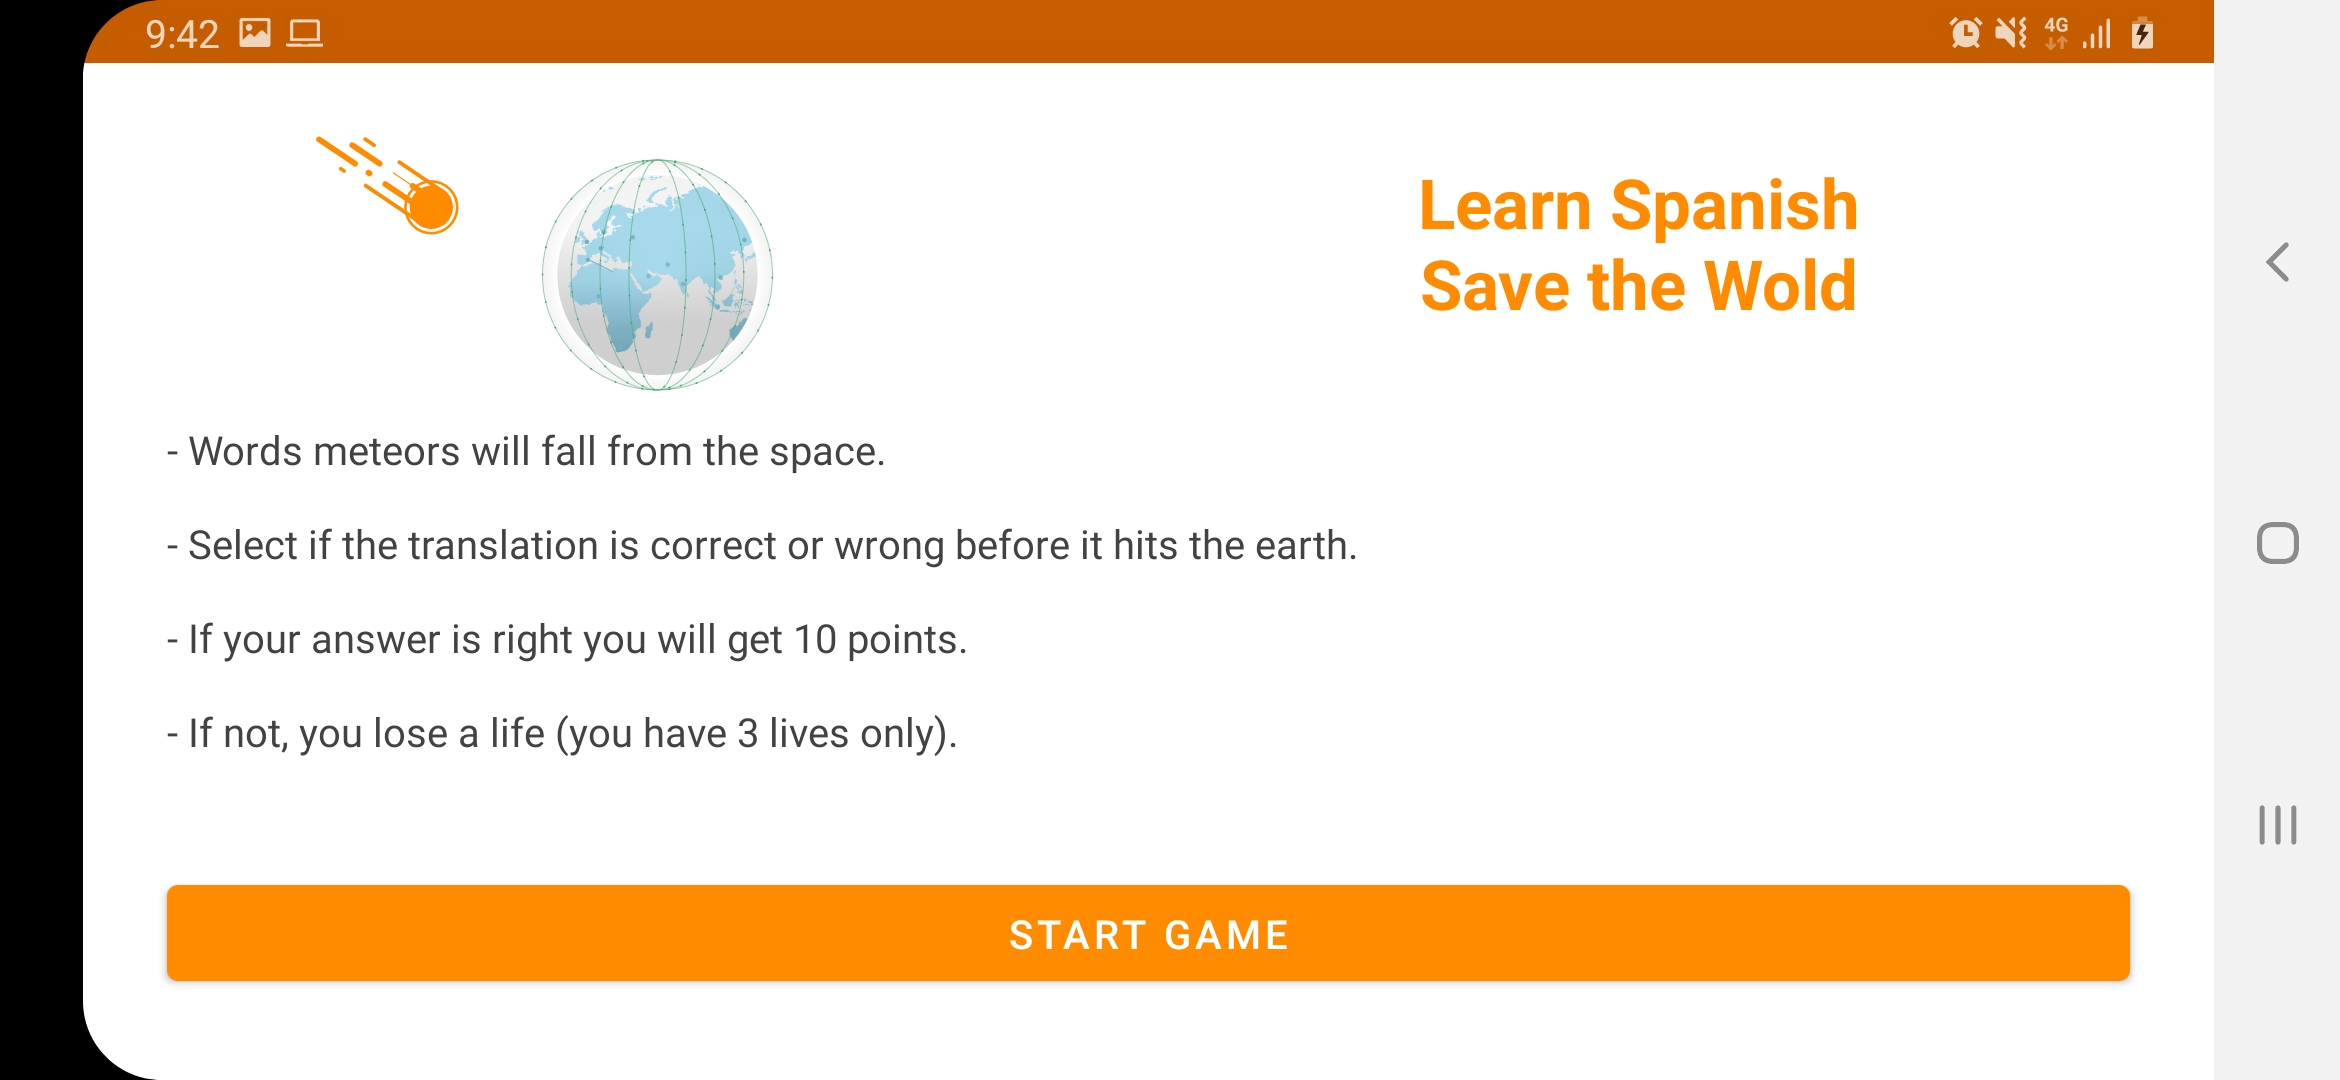 9:42
4G
Learn Spanish
Save the Wold
- Words meteors will fall from the space.
- Select if the translation is correct or wrong before it hits the earth.
- If your answer is right you will get 10 points.
- If not, you lose a life (you have 3 lives only).
START GAME